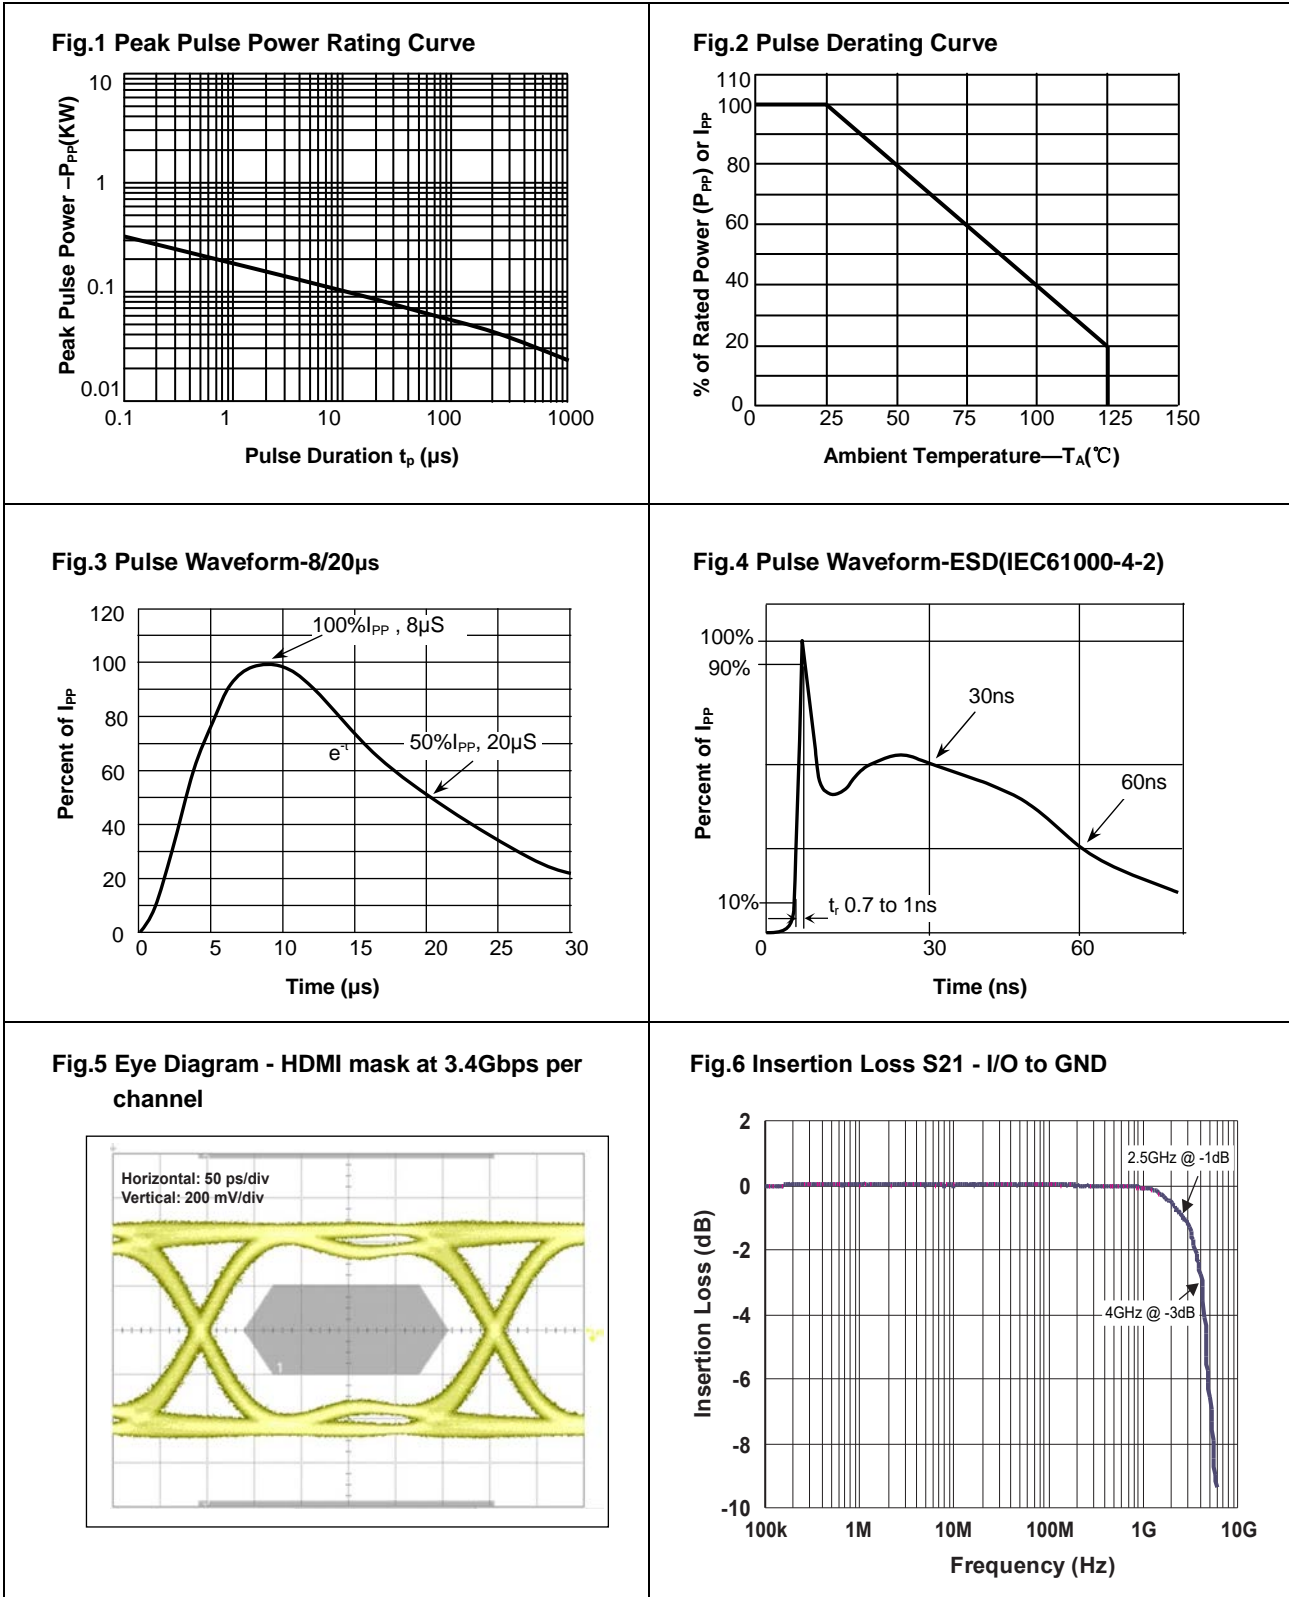 Fig.1 Peak Pulse Power Rating Curve
Peak Pulse Power –PPP(KW)
10
1
0.1
0.01
0.1 1 10 100 1000
Pulse Duration tp (µs)
Fig.2 Pulse Derating Curve
% of Rated Power (PPP) or IPP
110
100
80
60
40
20
0
0 25 50 75 100 125 150
Ambient Temperature—TA(℃)
Fig.3 Pulse Waveform-8/20µs
Percent of IPP
120
100
80
60
40
20
0
100%IPP , 8µS
e-t
50%IPP, 20µS
0 5 10 15 20 25 30
Time (µs)
Fig.4 Pulse Waveform-ESD(IEC61000-4-2)
Percent of IPP
100%
90%
10%
30ns
60ns
tr 0.7 to 1ns
0 30 60
Time (ns)
Fig.5 Eye Diagram - HDMI mask at 3.4Gbps per
channel
Horizontal: 50 ps/div
Vertical: 200 mV/div
1
Fig.6 Insertion Loss S21 - I/O to GND
Insertion Loss (dB)
2
0
-2
-4
-6
-8
-10
2.5GHz @ -1dB
4GHz @ -3dB
100k 1M 10M 100M 1G 10G
Frequency (Hz)